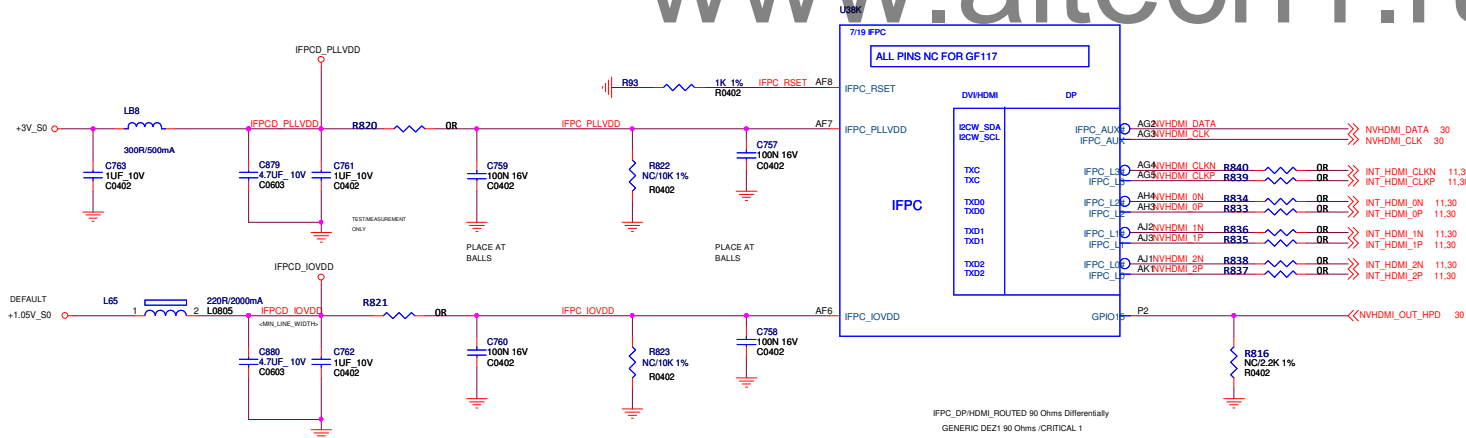 www.aitech1.ru
U38K
7/19 IFPC
ALL PINS NC FOR GF117
IFPCD_PLLVDD
R93 1K 1% IFPC_RSET AF8
R0402
IFPC_RSET
DVI/HDMI DP
LB8
+3V_S0
300R/500mA
IFPCD_PLLVDD
R820 0R
IFPC_PLLVDD
AF7
IFPC_PLLVDD
C763
1UF_10V
C0402
C879
4.7UF_ 10V
C0603
C761
1UF_10V
C0402
C759
100N 16V
C0402
R822
NC/10K 1%
R0402
C757
100N 16V
C0402
TEST/MEASUREMENT
ONLY
PLACE AT
BALLS
PLACE AT
BALLS
I2CW_SDA
I2CW_SCL
IFPC_AUX#
IFPC_AUX
AG2 NVHDMI_DATA
AG3 NVHDMI_CLK
NVHDMI_DATA 30
NVHDMI_CLK 30
TXC
TXC
IFPC_L3#
IFPC_L3
AG4 NVHDMI_CLKN R840 0R INT_HDMI_CLKN 11,30
AG5 NVHDMI_CLKP R839 0R INT_HDMI_CLKP 11,30
IFPC
TXD0
TXD0
IFPC_L2#
IFPC_L2
AH4 NVHDMI_0N R834 0R INT_HDMI_0N 11,30
AH3 NVHDMI_0P R833 0R INT_HDMI_0P 11,30
TXD1
TXD1
IFPC_L1#
IFPC_L1
AJ2 NVHDMI_1N R836 0R INT_HDMI_1N 11,30
AJ3 NVHDMI_1P R835 0R INT_HDMI_1P 11,30
TXD2
TXD2
IFPC_L0#
IFPC_L0
AJ1 NVHDMI_2N R838 0R INT_HDMI_2N 11,30
AK1 NVHDMI_2P R837 0R INT_HDMI_2P 11,30
IFPCD_IOVDD
DEFAULT
+1.05V_S0
L65
1 2
220R/2000mA
L0805
IFPCD_IOVDD
<MIN_LINE_WIDTH>
R821
0R
IFPC_IOVDD
AF6
IFPC_IOVDD
GPIO15
P2
NVHDMI_OUT_HPD 30
C880
4.7UF_ 10V
C0603
C762
1UF_10V
C0402
C760
100N 16V
C0402
R823
NC/10K 1%
R0402
C758
100N 16V
C0402
R816
NC/2.2K 1%
R0402
IFPC_DP/HDMI_ROUTED 90 Ohms Differentially
GENERIC DEZ1 90 Ohms /CRITICAL 1